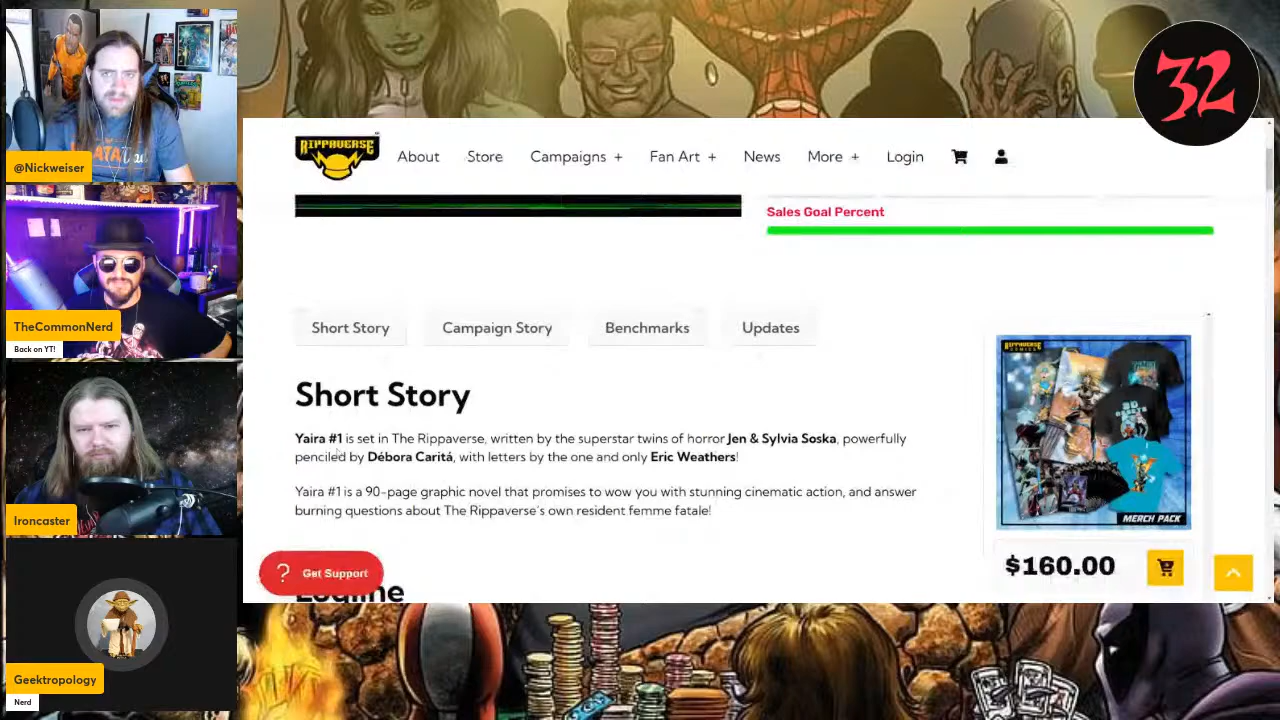 @Nickweiser
TheCommonNerd
Back on YT!
Ironcaster
Geektropology
Nerd
32
RIPPAVERSE
About Store Campaigns + Fan Art + News More + Login
Sales Goal Percent
Short Story Campaign Story Benchmarks Updates
Short Story
Yaira #1 is set in The Rippaverse, written by the superstar twins of horror Jen & Sylvia Soska, powerfully
penciled by Débora Caritá, with letters by the one and only Eric Weathers!
Yaira #1 is a 90-page graphic novel that promises to wow you with stunning cinematic action, and answer
burning questions about The Rippaverse's own resident femme fatale!
Logline
? Get Support
RIPPAVERSE
COMICS
MERCH PACK
$160.00